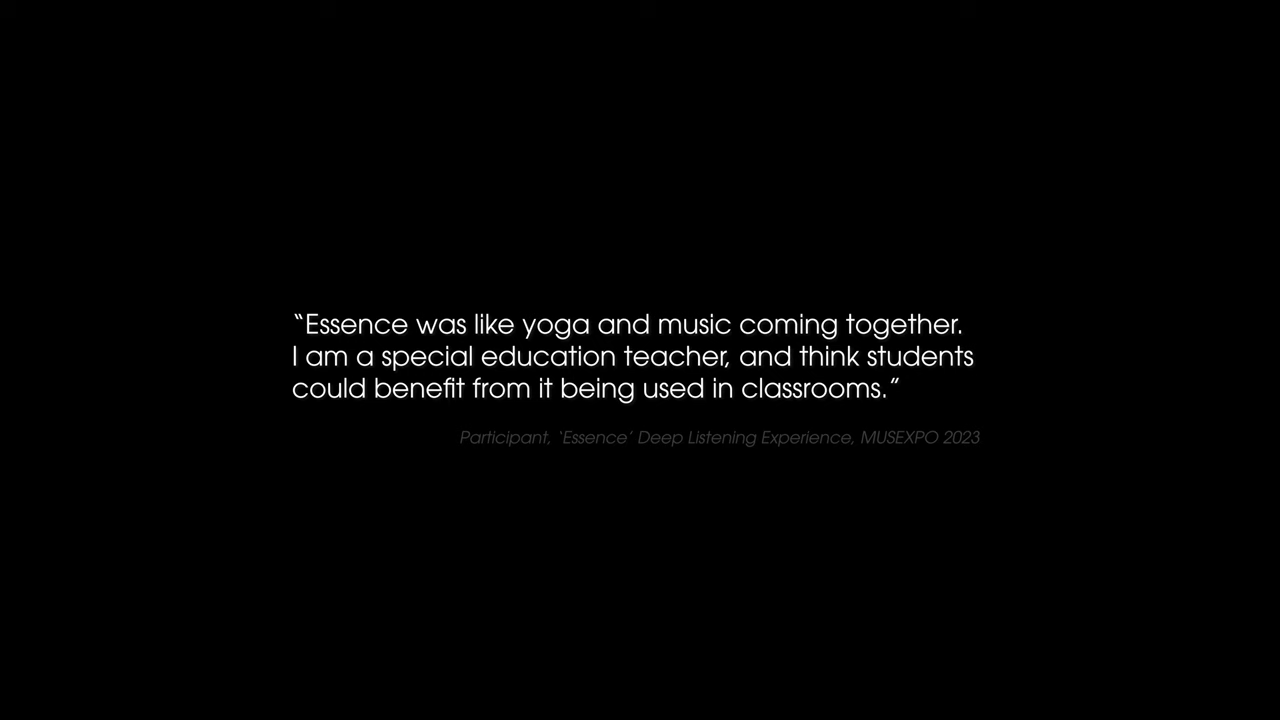 “Essence was like yoga and music coming together.
I am a special education teacher, and think students
could benefit from it being used in classrooms.”
Participant, ‘Essence’ Deep Listening Experience, MUSEXPO 2023